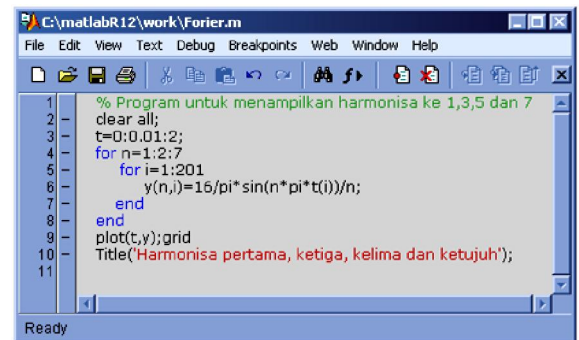 C:\matlabR12\work\Forier.m
File Edit View Text Debug Breakpoints Web Window Help
1 % Program untuk menampilkan harmonisa ke 1,3,5 dan 7
2 - clear all;
3 - t=0:0.01:2;
4 - for n=1:2:7
5 - for i=1:201
6 - y(n,i)=16/pi*sin(n*pi*t(i))/n;
7 - end
8 - end
9 - plot(t,y);grid
10 - Title('Harmonisa pertama, ketiga, kelima dan ketujuh');
11
Ready